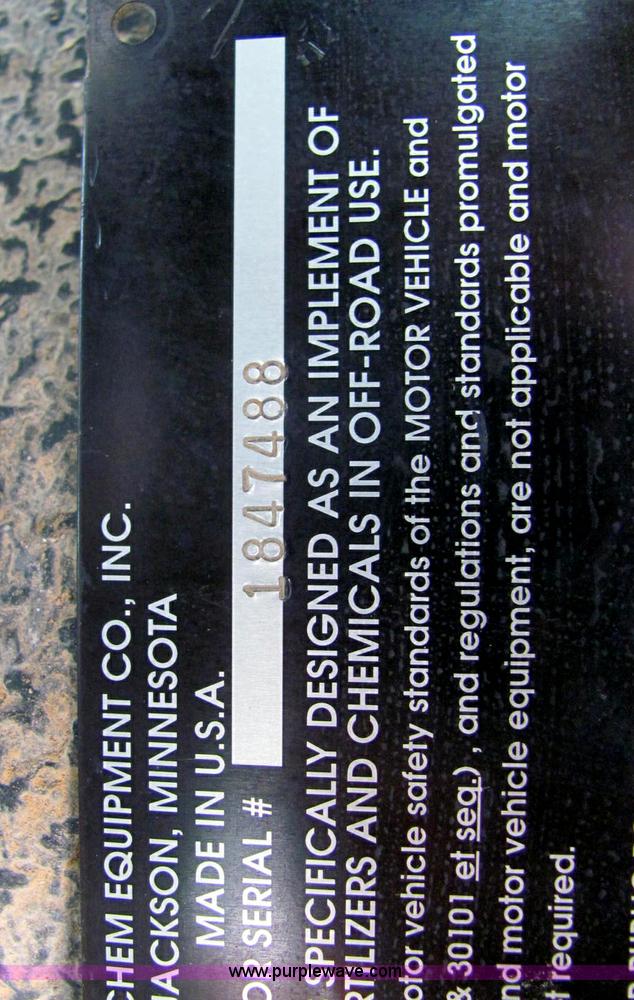 CHEM EQUIPMENT CO., INC.
JACKSON, MINNESOTA
MADE IN U.S.A.
OR SERIAL # 1847488
SPECIFICALLY DESIGNED AS AN IMPLEMENT OF
RTILIZERS AND CHEMICALS IN OFF-ROAD USE.
otor vehicle safety standards of the MOTOR VEHICLE and
& 30101 et seq.) , and regulations and standards promulgated
nd motor vehicle equipment, are not applicable and motor
t required.
www.purplewave.com